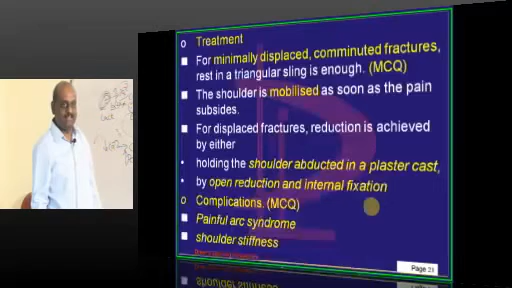 Treatment
For minimally displaced, comminuted fractures,
rest in a triangular sling is enough. (MCQ)
The shoulder is mobilised as soon as the pain
subsides.
For displaced fractures, reduction is achieved
by either
holding the shoulder abducted in a plaster cast,
by open reduction and internal fixation
Complications. (MCQ)
Painful arc syndrome
shoulder stiffness
Page 21